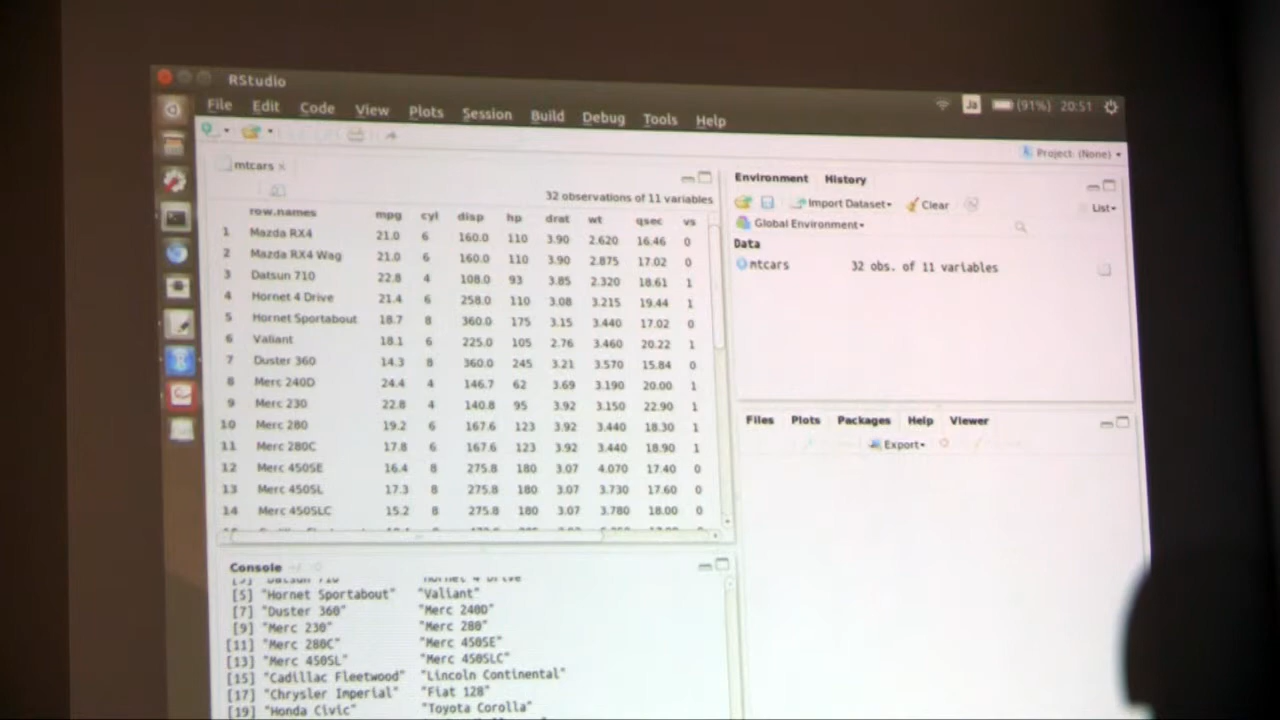 RStudio
File Edit Code View Plots Session Build Debug Tools Help
Ja (91%) 20:51
Project: (None)
mtcars
32 observations of 11 variables
row.names mpg cyl disp hp drat wt qsec vs
1 Mazda RX4 21.0 6 160.0 110 3.90 2.620 16.46 0
2 Mazda RX4 Wag 21.0 6 160.0 110 3.90 2.875 17.02 0
3 Datsun 710 22.8 4 108.0 93 3.85 2.320 18.61 1
4 Hornet 4 Drive 21.4 6 258.0 110 3.08 3.215 19.44 1
5 Hornet Sportabout 18.7 8 360.0 175 3.15 3.440 17.02 0
6 Valiant 18.1 6 225.0 105 2.76 3.460 20.22 1
7 Duster 360 14.3 8 360.0 245 3.21 3.570 15.84 0
8 Merc 240D 24.4 4 146.7 62 3.69 3.190 20.00 1
9 Merc 230 22.8 4 140.8 95 3.92 3.150 22.90 1
10 Merc 280 19.2 6 167.6 123 3.92 3.440 18.30 1
11 Merc 280C 17.8 6 167.6 123 3.92 3.440 18.90 1
12 Merc 450SE 16.4 8 275.8 180 3.07 4.070 17.40 0
13 Merc 450SL 17.3 8 275.8 180 3.07 3.730 17.60 0
14 Merc 450SLC 15.2 8 275.8 180 3.07 3.780 18.00 0
Environment History
Import Dataset Clear List
Global Environment
Data
mtcars 32 obs. of 11 variables
Files Plots Packages Help Viewer
Export
Console
[3] "Datsun 710" "Hornet 4 Drive"
[5] "Hornet Sportabout" "Valiant"
[7] "Duster 360" "Merc 240D"
[9] "Merc 230" "Merc 280"
[11] "Merc 280C" "Merc 450SE"
[13] "Merc 450SL" "Merc 450SLC"
[15] "Cadillac Fleetwood" "Lincoln Continental"
[17] "Chrysler Imperial" "Fiat 128"
[19] "Honda Civic" "Toyota Corolla"